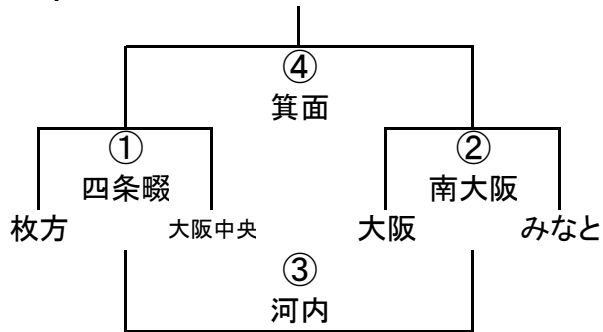 ④
箕面
① ②
四条畷 南大阪
枚方 大阪中央 大阪 みなと
③
河内